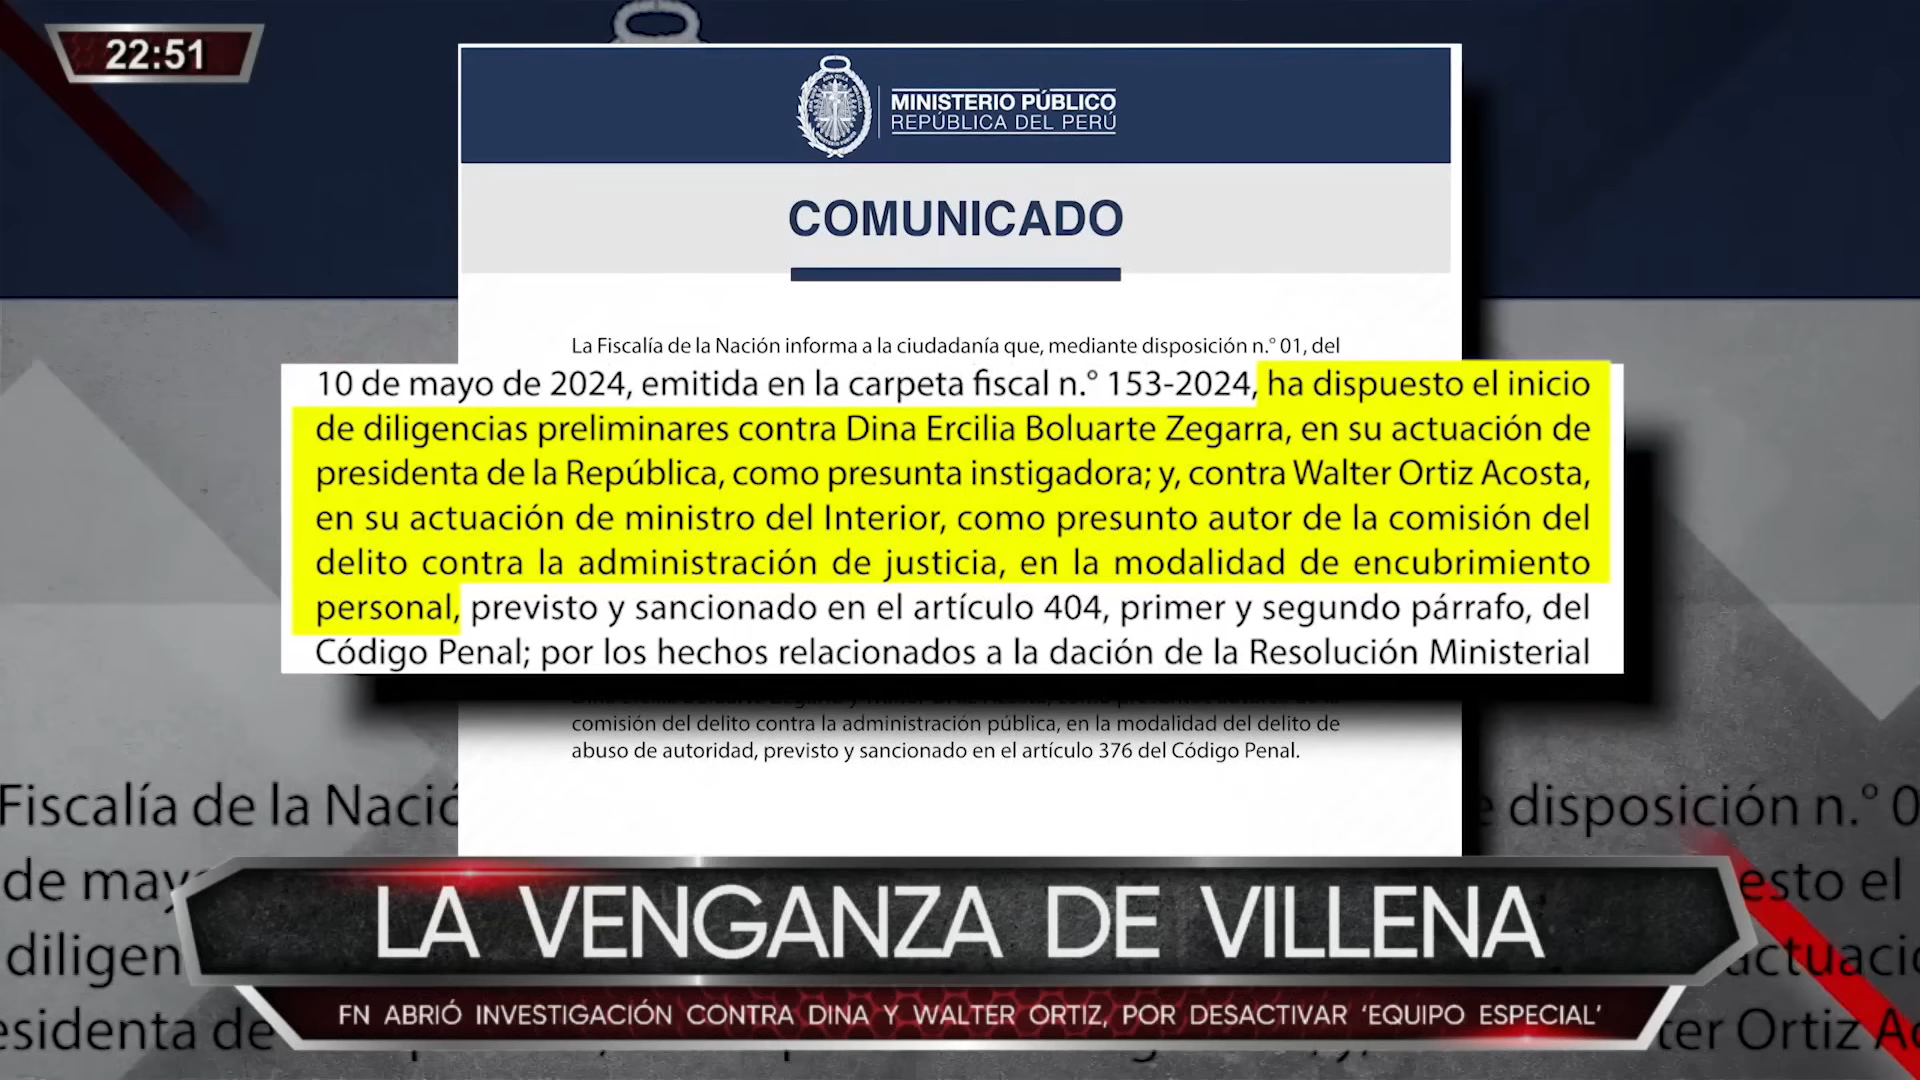 22:51
MINISTERIO PÚBLICO
REPÚBLICA DEL PERÚ
COMUNICADO
La Fiscalía de la Nación informa a la ciudadanía que, mediante disposición n.° 01, del
10 de mayo de 2024, emitida en la carpeta fiscal n.° 153-2024, ha dispuesto el inicio
de diligencias preliminares contra Dina Ercilia Boluarte Zegarra, en su actuación de
presidenta de la República, como presunta instigadora; y, contra Walter Ortiz Acosta,
en su actuación de ministro del Interior, como presunto autor de la comisión del
delito contra la administración de justicia, en la modalidad de encubrimiento
personal, previsto y sancionado en el artículo 404, primer y segundo párrafo, del
Código Penal; por los hechos relacionados a la dación de la Resolución Ministerial
comisión del delito contra la administración pública, en la modalidad del delito de
abuso de autoridad, previsto y sancionado en el artículo 376 del Código Penal.
Fiscalía de la Nació
e disposición n.° 0
de may
esto el
diligen
actuació
esidenta de
ter Ortiz Ac
LA VENGANZA DE VILLENA
FN ABRIÓ INVESTIGACIÓN CONTRA DINA Y WALTER ORTIZ, POR DESACTIVAR 'EQUIPO ESPECIAL'